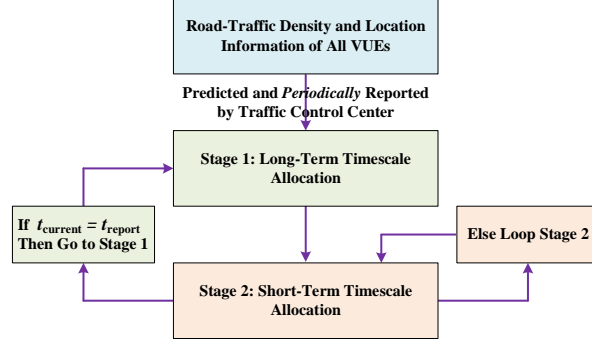 Road-Traffic Density and Location
Information of All VUEs
Predicted and Periodically Reported
by Traffic Control Center
Stage 1: Long-Term Timescale
Allocation
If t_current = t_report
Then Go to Stage 1
Else Loop Stage 2
Stage 2: Short-Term Timescale
Allocation